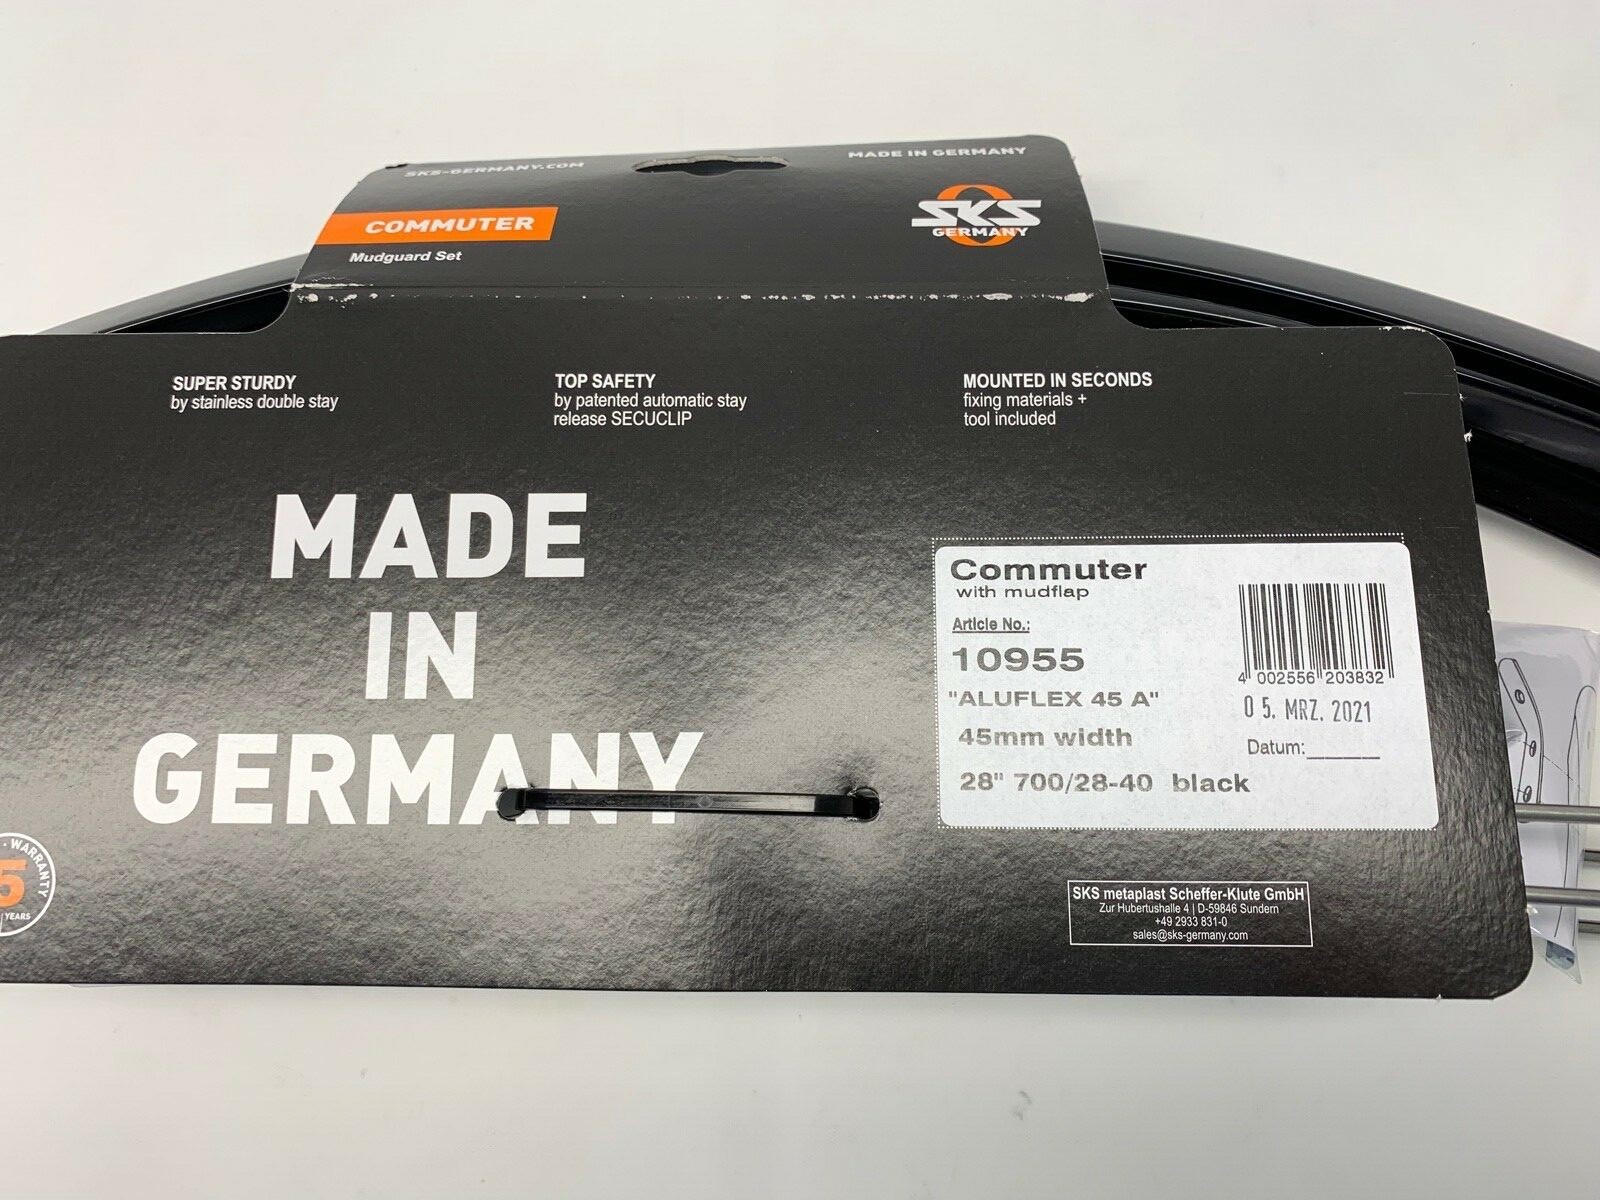 SKS-GERMANY.COM
MADE IN GERMANY
COMMUTER
Mudguard Set
SKS
GERMANY
SUPER STURDY
by stainless double stay
TOP SAFETY
by patented automatic stay
release SECUCLIP
MOUNTED IN SECONDS
fixing materials +
tool included
MADE
IN
GERMANY
Commuter
with mudflap
Article No.:
10955
"ALUFLEX 45 A"
45mm width
28" 700/28-40 black
4 002556 203832
05. MRZ. 2021
Datum:______
WARRANTY
5
YEARS
SKS metaplast Scheffer-Klute GmbH
Zur Hubertushalle 4 | D-59846 Sundern
+49 2933 831-0
sales@sks-germany.com